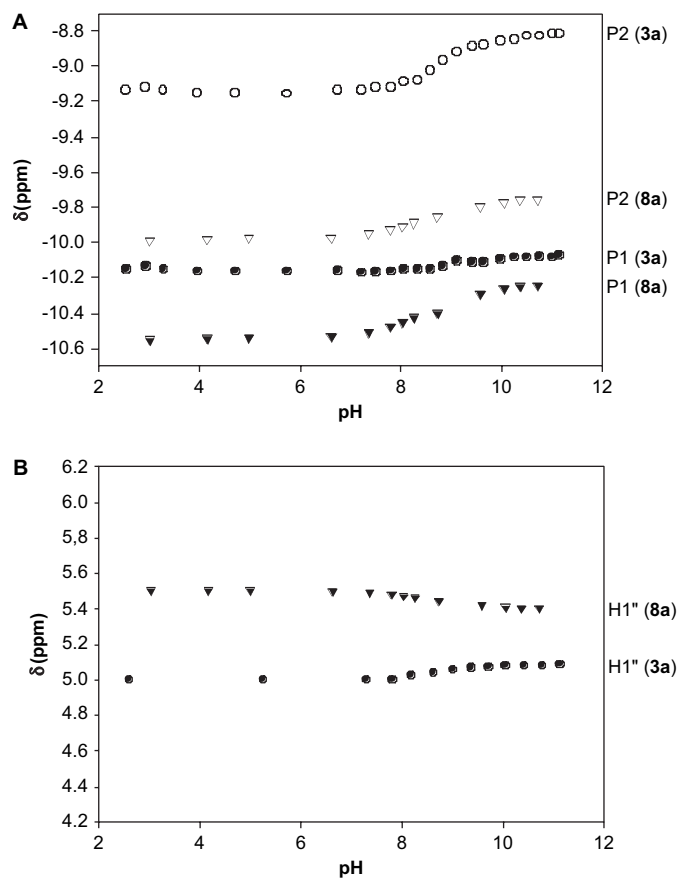 A
-8.8
-9.0
-9.2
-9.4
-9.6
-9.8
-10.0
-10.2
-10.4
-10.6
δ(ppm)
2 4 6 8 10 12
pH
P2 (3a)
P2 (8a)
P1 (3a)
P1 (8a)
B
6.2
6.0
5,8
5.6
5.4
5.2
5.0
4.8
4.6
4.4
4.2
δ(ppm)
2 4 6 8 10 12
pH
H1" (8a)
H1" (3a)